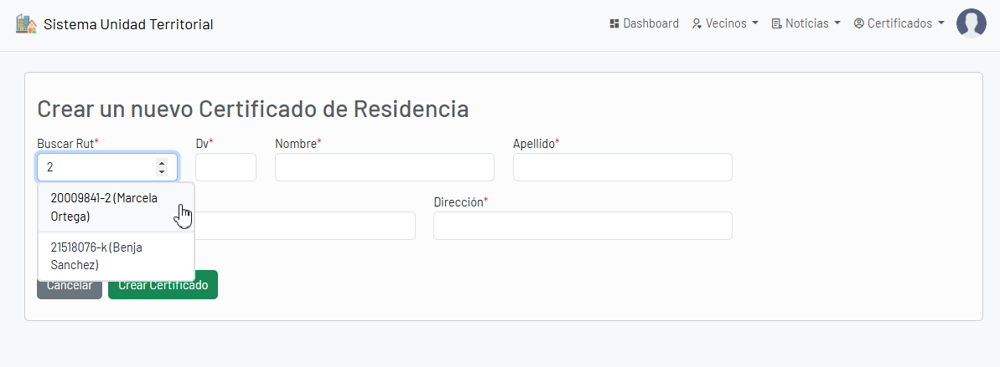 Sistema Unidad Territorial
Dashboard Vecinos Noticias Certificados
Crear un nuevo Certificado de Residencia
Buscar Rut* Dv* Nombre* Apellido*
2
20009841-2 (Marcela
Ortega)
Dirección*
21518076-k (Benja
Sanchez)
Cancelar Crear Certificado